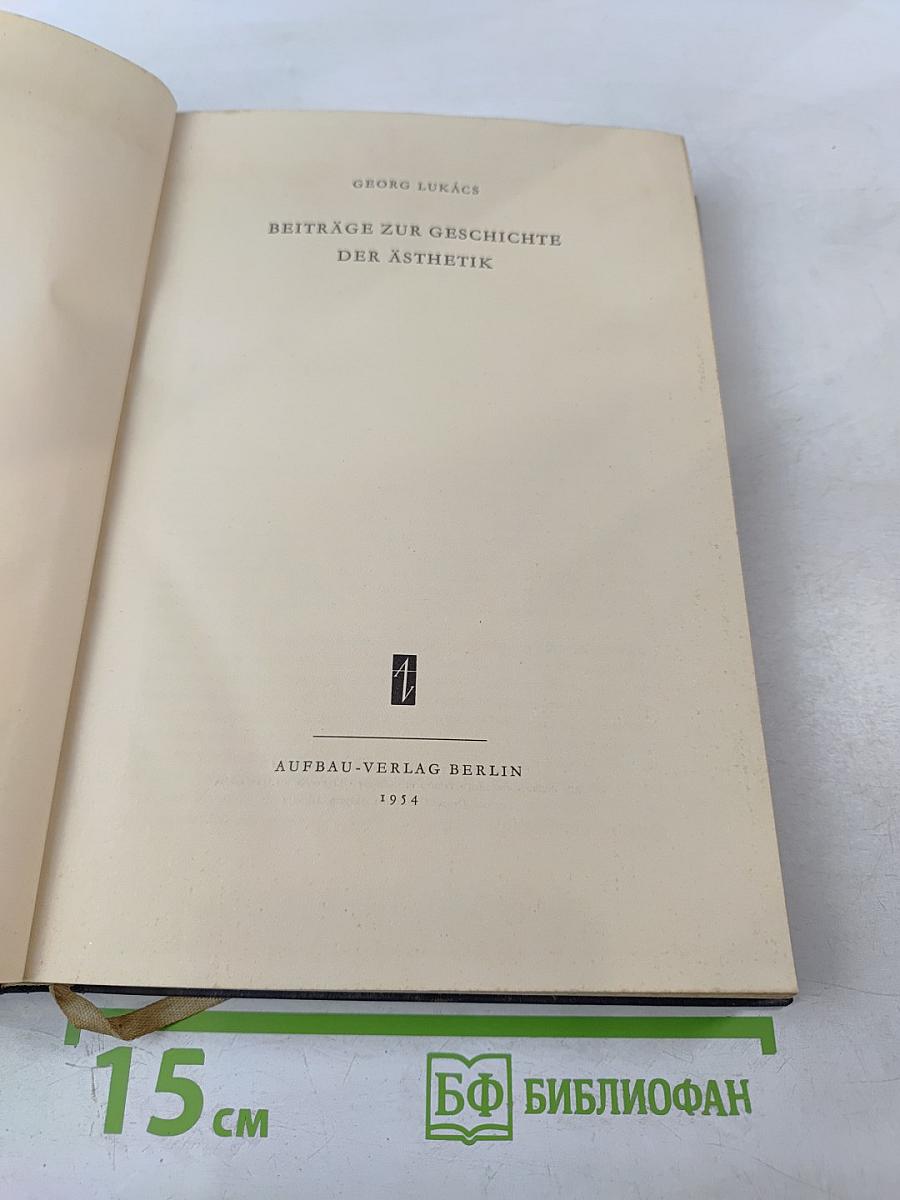 GEORG LUKÁCS
BEITRÄGE ZUR GESCHICHTE
DER ÄSTHETIK
AV
AUFBAU-VERLAG BERLIN
1954
15 см
БФ БИБЛИОФАН